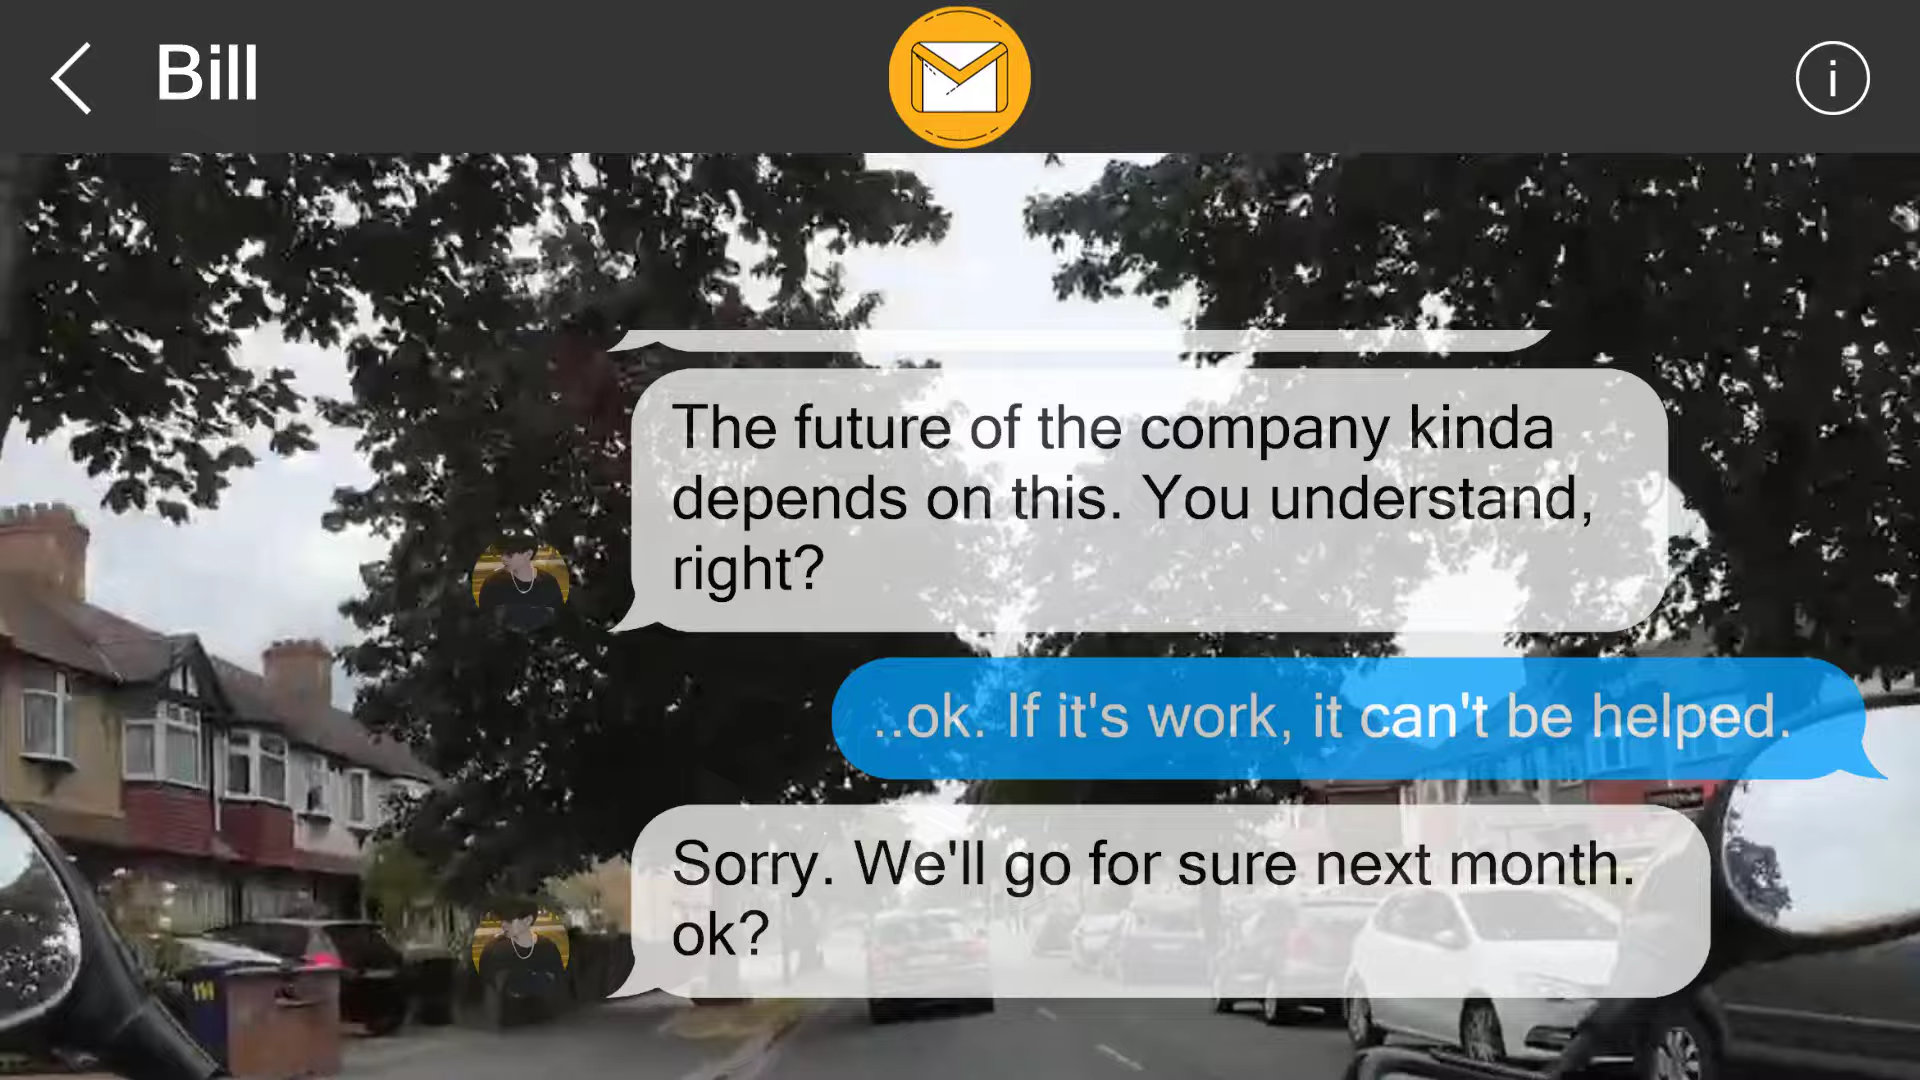 Bill
i
The future of the company kinda
depends on this. You understand,
right?
..ok. If it's work, it can't be helped.
Sorry. We'll go for sure next month.
ok?